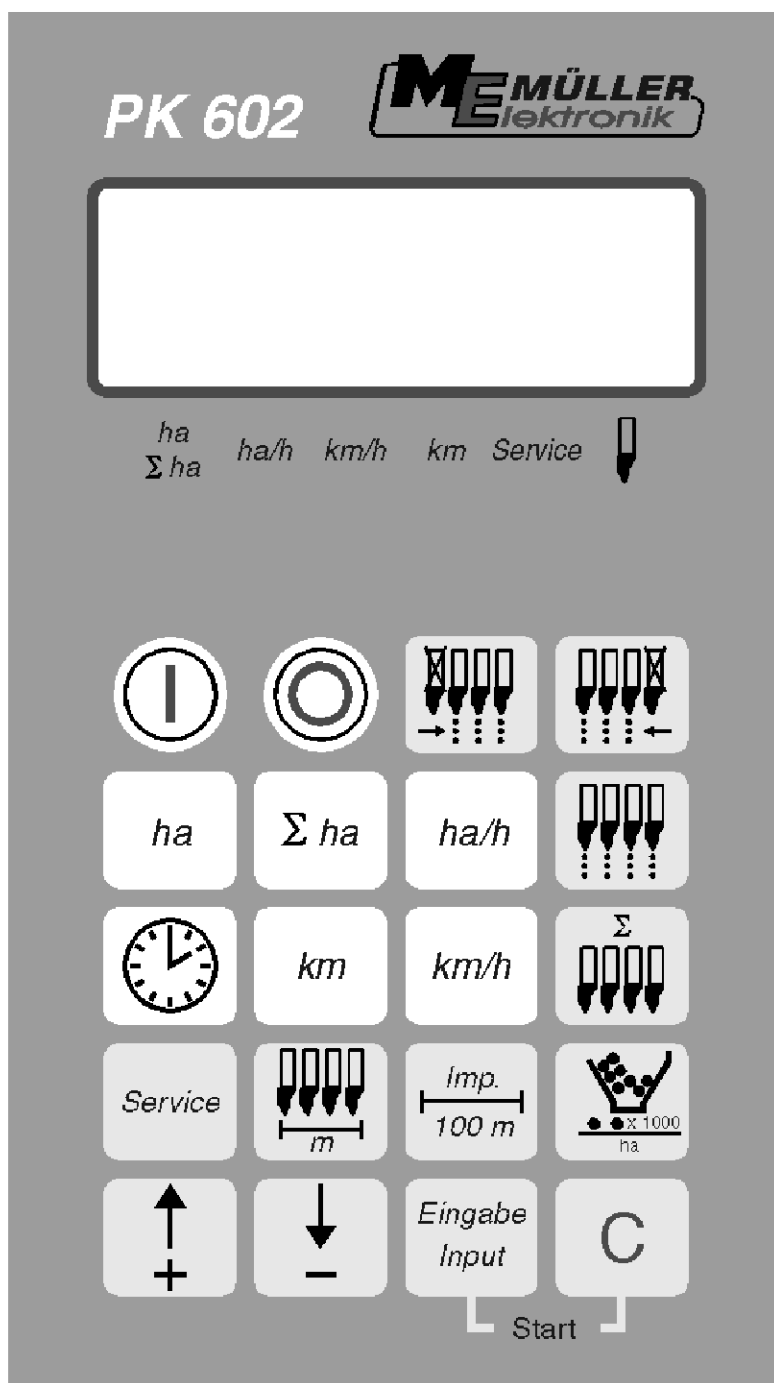 PK 602
ME MÜLLER
Elektronik
ha
Σ ha
ha/h km/h km Service
ha Σ ha ha/h
Σ
km km/h
Service
m
Imp.
100 m
x 1000
ha
+
−
Eingabe
Input
C
Start